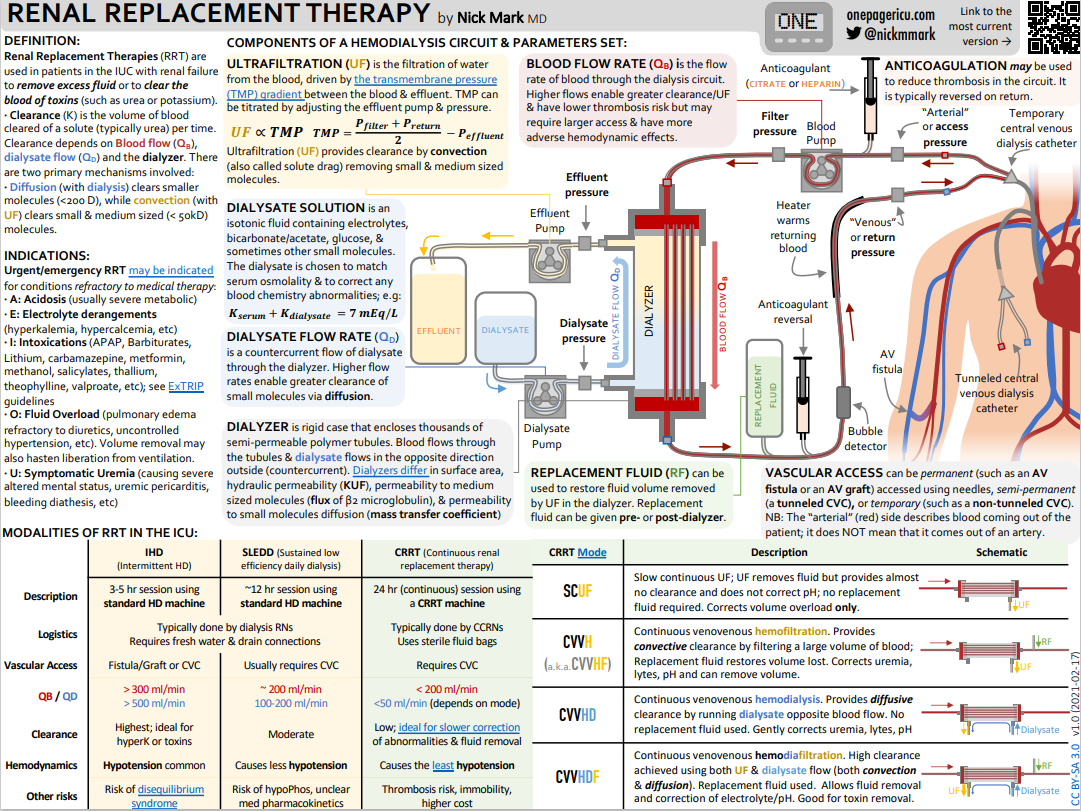 RENAL REPLACEMENT THERAPY by Nick Mark MD
ONE
onepagericu.com
@nickmmark
Link to the
most current
version →
DEFINITION:
Renal Replacement Therapies (RRT) are
used in patients in the IUC with renal failure
to remove excess fluid or to clear the
blood of toxins (such as urea or potassium).
· Clearance (K) is the volume of blood
cleared of a solute (typically urea) per time.
Clearance depends on Blood flow (QB),
dialysate flow (QD) and the dialyzer. There
are two primary mechanisms involved:
· Diffusion (with dialysis) clears smaller
molecules (<200 D), while convection (with
UF) clears small & medium sized (< 50kD)
molecules.
INDICATIONS:
Urgent/emergency RRT may be indicated
for conditions refractory to medical therapy:
· A: Acidosis (usually severe metabolic)
· E: Electrolyte derangements
(hyperkalemia, hypercalcemia, etc)
· I: Intoxications (APAP, Barbiturates,
Lithium, carbamazepine, metformin,
methanol, salicylates, thallium,
theophylline, valproate, etc); see ExTRIP
guidelines
· O: Fluid Overload (pulmonary edema
refractory to diuretics, uncontrolled
hypertension, etc). Volume removal may
also hasten liberation from ventilation.
· U: Symptomatic Uremia (causing severe
altered mental status, uremic pericarditis,
bleeding diathesis, etc)
COMPONENTS OF A HEMODIALYSIS CIRCUIT & PARAMETERS SET:
ULTRAFILTRATION (UF) is the filtration of water
from the blood, driven by the transmembrane pressure
(TMP) gradient between the blood & effluent. TMP can
be titrated by adjusting the effluent pump & pressure.
UF ∝ TMP TMP = (Pfilter + Preturn)/2 − Peffluent
Ultrafiltration (UF) provides clearance by convection
(also called solute drag) removing small and medium sized
molecules.
BLOOD FLOW RATE (QB) is the flow
rate of blood through the dialysis circuit.
Higher flows enable greater clearance/UF
& have lower thrombosis risk but may
require larger access & have more
adverse hemodynamic effects.
Anticoagulant
(CITRATE or HEPARIN)
ANTICOAGULATION may be used
to reduce thrombosis in the circuit. It
is typically reversed on return.
Filter
pressure
Blood
Pump
"Arterial"
or access
pressure
Temporary
central venous
dialysis catheter
DIALYSATE SOLUTION is an
isotonic fluid containing electrolytes,
bicarbonate/acetate, glucose, &
sometimes other small molecules.
The dialysate is chosen to match
serum osmolality & to correct any
blood chemistry abnormalities; e.g:
Kserum + Kdialysate = 7 mEq/L
DIALYSATE FLOW RATE (QD)
is a countercurrent flow of dialysate
through the dialyzer. Higher flow
rates enable greater clearance of
small molecules via diffusion.
DIALYZER is rigid case that encloses thousands of
semi-permeable polymer tubules. Blood flows through
the tubules & dialysate flows in the opposite direction
outside (countercurrent). Dialyzers differ in surface area,
hydraulic permeability (KUF), permeability to medium
sized molecules (flux of β2 microglobulin), & permeability
to small molecules diffusion (mass transfer coefficient)
Effluent
pressure
Effluent
Pump
EFFLUENT
DIALYSATE
Dialysate
pressure
Dialysate
Pump
DIALYSATE FLOW QD
DIALYZER
BLOOD FLOW QB
Heater
warms
returning
blood
"Venous"
or return
pressure
Anticoagulant
reversal
REPLACEMENT
FLUID
AV
fistula
Tunneled central
venous dialysis
catheter
Bubble
detector
REPLACEMENT FLUID (RF) can be
used to restore fluid volume removed
by UF in the dialyzer. Replacement
fluid can be given pre- or post-dialyzer.
VASCULAR ACCESS can be permanent (such as an AV
fistula or an AV graft) accessed using needles, semi-permanent
(a tunneled CVC), or temporary (such as a non-tunneled CVC).
NB: The "arterial" (red) side describes blood coming out of the
patient; it does NOT mean that it comes out of an artery.
MODALITIES OF RRT IN THE ICU:
IHD
(Intermittent HD)
SLEDD (Sustained low
efficiency daily dialysis)
CRRT (Continuous renal
replacement therapy)
Description
3-5 hr session using
standard HD machine
~12 hr session using
standard HD machine
24 hr (continuous) session using
a CRRT machine
Logistics
Typically done by dialysis RNs
Requires fresh water & drain connections
Typically done by CCRNs
Uses sterile fluid bags
Vascular Access
Fistula/Graft or CVC
Usually requires CVC
Requires CVC
QB / QD
> 300 ml/min
> 500 ml/min
~ 200 ml/min
100-200 ml/min
< 200 ml/min
<50 ml/min (depends on mode)
Clearance
Highest; ideal for
hyperK or toxins
Moderate
Low; ideal for slower correction
of abnormalities & fluid removal
Hemodynamics
Hypotension common
Causes less hypotension
Causes the least hypotension
Other risks
Risk of disequilibrium
syndrome
Risk of hypoPhos, unclear
med pharmacokinetics
Thrombosis risk, immobility,
higher cost
CRRT Mode
Description
Schematic
SCUF
Slow continuous UF; UF removes fluid but provides almost
no clearance and does not correct pH; no replacement
fluid required. Corrects volume overload only.
UF
CVVH
(a.k.a.CVVHF)
Continuous venovenous hemofiltration. Provides
convective clearance by filtering a large volume of blood;
Replacement fluid restores volume lost. Corrects uremia,
lytes, pH and can remove volume.
RF
UF
CVVHD
Continuous venovenous hemodialysis. Provides diffusive
clearance by running dialysate opposite blood flow. No
replacement fluid used. Gently corrects uremia, lytes, pH
Dialysate
CVVHDF
Continuous venovenous hemodiafiltration. High clearance
achieved using both UF & dialysate flow (both convection
& diffusion). Replacement fluid used. Allows fluid removal
and correction of electrolyte/pH. Good for toxin removal.
RF
UF
Dialysate
CC BY-SA 3.0 v1.0 (2021-02-17)